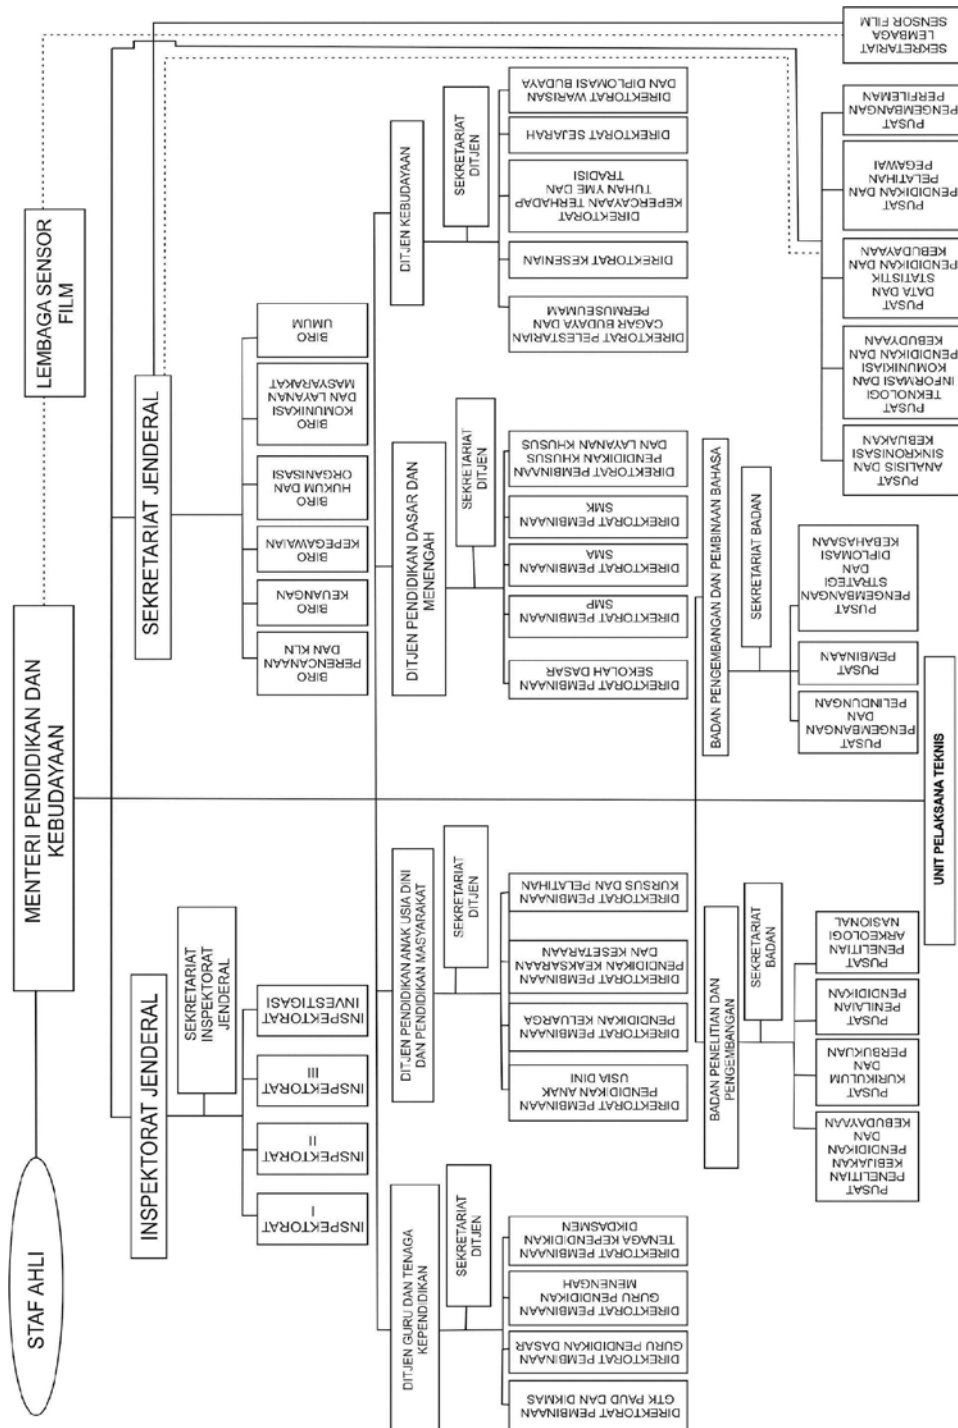 STAF AHLI
MENTERI PENDIDIKAN DAN
KEBUDAYAAN
LEMBAGA SENSOR
FILM
INSPEKTORAT JENDERAL
SEKRETARIAT
INSPEKTORAT
JENDERAL
INSPEKTORAT
I
INSPEKTORAT
II
INSPEKTORAT
III
INSPEKTORAT
INVESTIGASI
SEKRETARIAT JENDERAL
BIRO
PERENCANAAN
DAN KLN
BIRO
KEUANGAN
BIRO
KEPEGAWAIAN
BIRO
HUKUM DAN
ORGANISASI
BIRO
KOMUNIKASI
DAN LAYANAN
MASYARAKAT
BIRO
UMUM
DITJEN GURU DAN TENAGA
KEPENDIDIKAN
SEKRETARIAT
DITJEN
DIREKTORAT PEMBINAAN
GTK PAUD DAN DIKMAS
DIREKTORAT PEMBINAAN
GURU PENDIDIKAN DASAR
DIREKTORAT PEMBINAAN
GURU PENDIDIKAN
MENENGAH
DIREKTORAT PEMBINAAN
TENAGA KEPENDIDIKAN
DIKDASMEN
DITJEN PENDIDIKAN ANAK USIA DINI
DAN PENDIDIKAN MASYARAKAT
SEKRETARIAT
DITJEN
DIREKTORAT PEMBINAAN
PENDIDIKAN ANAK
USIA DINI
DIREKTORAT PEMBINAAN
PENDIDIKAN KELUARGA
DIREKTORAT PEMBINAAN
PENDIDIKAN KEAKSARAAN
DAN KESETARAAN
DIREKTORAT PEMBINAAN
KURSUS DAN PELATIHAN
DITJEN PENDIDIKAN DASAR DAN
MENENGAH
SEKRETARIAT
DITJEN
DIREKTORAT PEMBINAAN
SEKOLAH DASAR
DIREKTORAT PEMBINAAN
SMP
DIREKTORAT PEMBINAAN
SMA
DIREKTORAT PEMBINAAN
SMK
DIREKTORAT PEMBINAAN
PENDIDIKAN KHUSUS
DAN LAYANAN KHUSUS
DITJEN KEBUDAYAAN
SEKRETARIAT
DITJEN
DIREKTORAT PELESTARIAN
CAGAR BUDAYA DAN
PERMUSEUMAM
DIREKTORAT KESENIAN
DIREKTORAT
KEPERCAYAAN TERHADAP
TUHAN YME DAN
TRADISI
DIREKTORAT SEJARAH
DIREKTORAT WARISAN
DAN DIPLOMASI BUDAYA
BADAN PENELITIAN DAN
PENGEMBANGAN
SEKRETARIAT
BADAN
PUSAT
PENELITIAN
KEBIJAKAN
PENDIDIKAN
DAN
KEBUDAYAAN
PUSAT
KURIKULUM
DAN
PERBUKUAN
PUSAT
PENILAIAN
PENDIDIKAN
PUSAT
PENELITIAN
ARKEOLOGI
NASIONAL
BADAN PENGEMBANGAN DAN PEMBINAAN BAHASA
SEKRETARIAT BADAN
PUSAT
PENGEMBANGAN
DAN
PELINDUNGAN
PUSAT
PEMBINAAN
PUSAT
PENGEMBANGAN
STRATEGI
DAN
DIPLOMASI
KEBAHASAAN
PUSAT
ANALISIS DAN
SINKRONISASI
KEBIJAKAN
PUSAT
TEKNOLOGI
INFORMASI DAN
KOMUNIKASI
PENDIDIKAN DAN
KEBUDYAAN
PUSAT
DATA DAN
STATISTIK
PENDIDIKAN DAN
KEBUDAYAAN
PUSAT
PENDIDIKAN DAN
PELATIHAN
PEGAWAI
PUSAT
PENGEMBANGAN
PERFILEMAN
SEKRETARIAT
LEMBAGA
SENSOR FILM
UNIT PELAKSANA TEKNIS